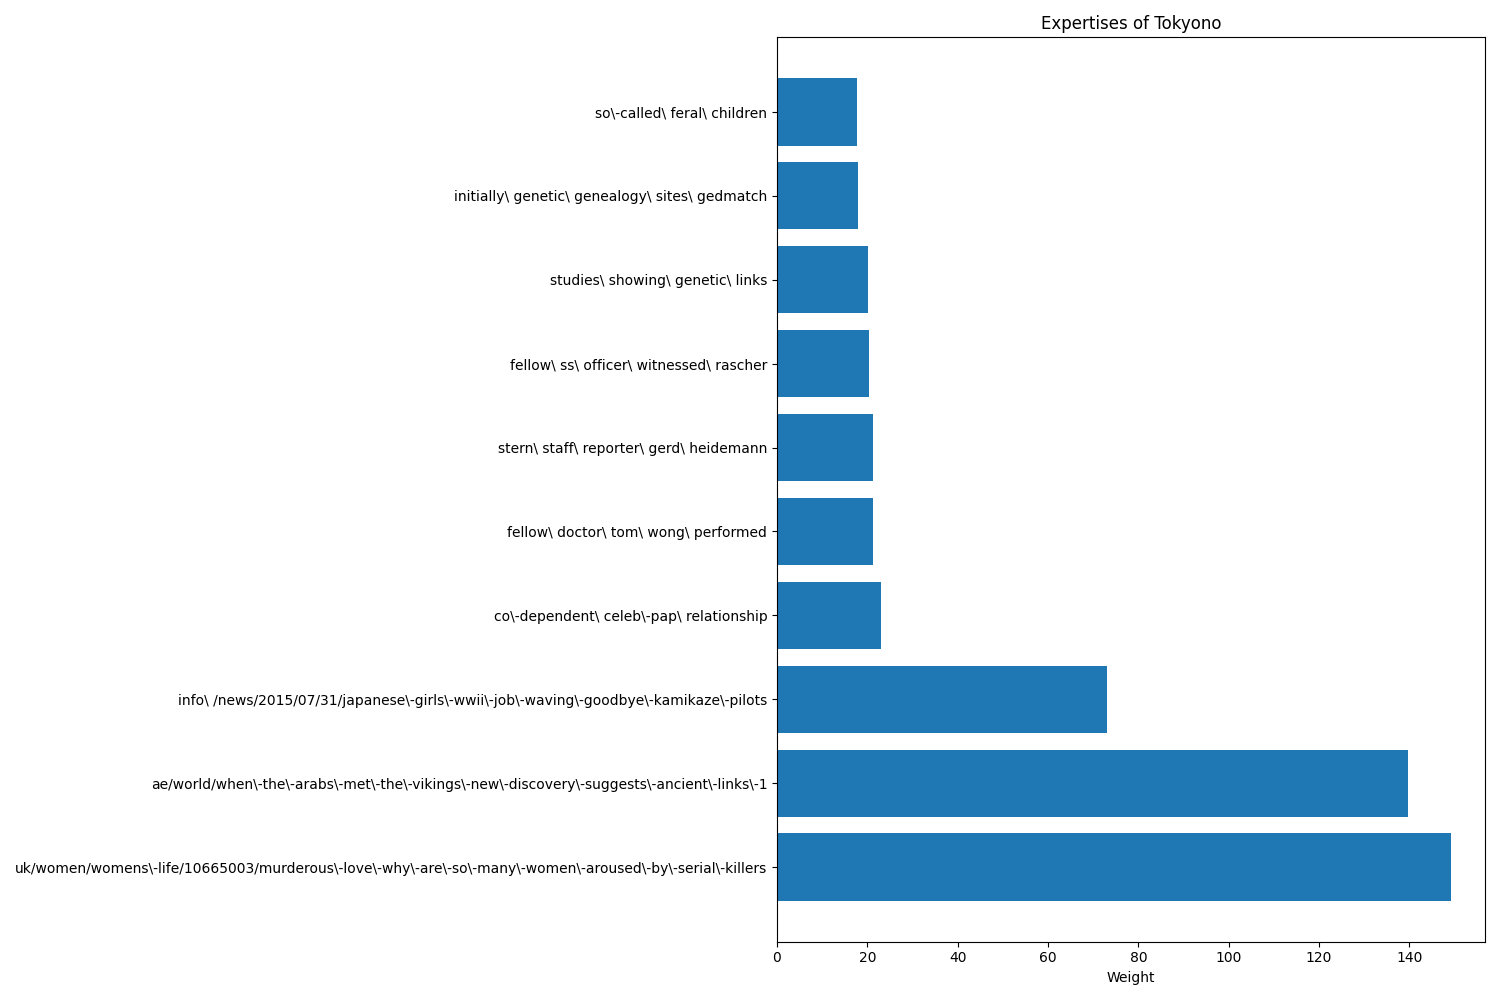 Expertises of Tokyono
so\-called\ feral\ children
initially\ genetic\ genealogy\ sites\ gedmatch
studies\ showing\ genetic\ links
fellow\ ss\ officer\ witnessed\ rascher
stern\ staff\ reporter\ gerd\ heidemann
fellow\ doctor\ tom\ wong\ performed
co\-dependent\ celeb\-pap\ relationship
info\ /news/2015/07/31/japanese\-girls\-wwii\-job\-waving\-goodbye\-kamikaze\-pilots
ae/world/when\-the\-arabs\-met\-the\-vikings\-new\-discovery\-suggests\-ancient\-links\-1
uk/women/womens\-life/10665003/murderous\-love\-why\-are\-so\-many\-women\-aroused\-by\-serial\-killers
0 20 40 60 80 100 120 140
Weight